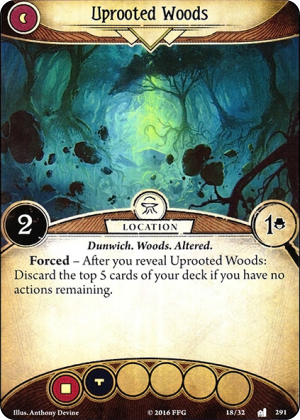 Uprooted Woods
2
LOCATION
1
Dunwich. Woods. Altered.
Forced – After you reveal Uprooted Woods:
Discard the top 5 cards of your deck if you have no
actions remaining.
Illus. Anthony Devine
© 2016 FFG
18/32
291